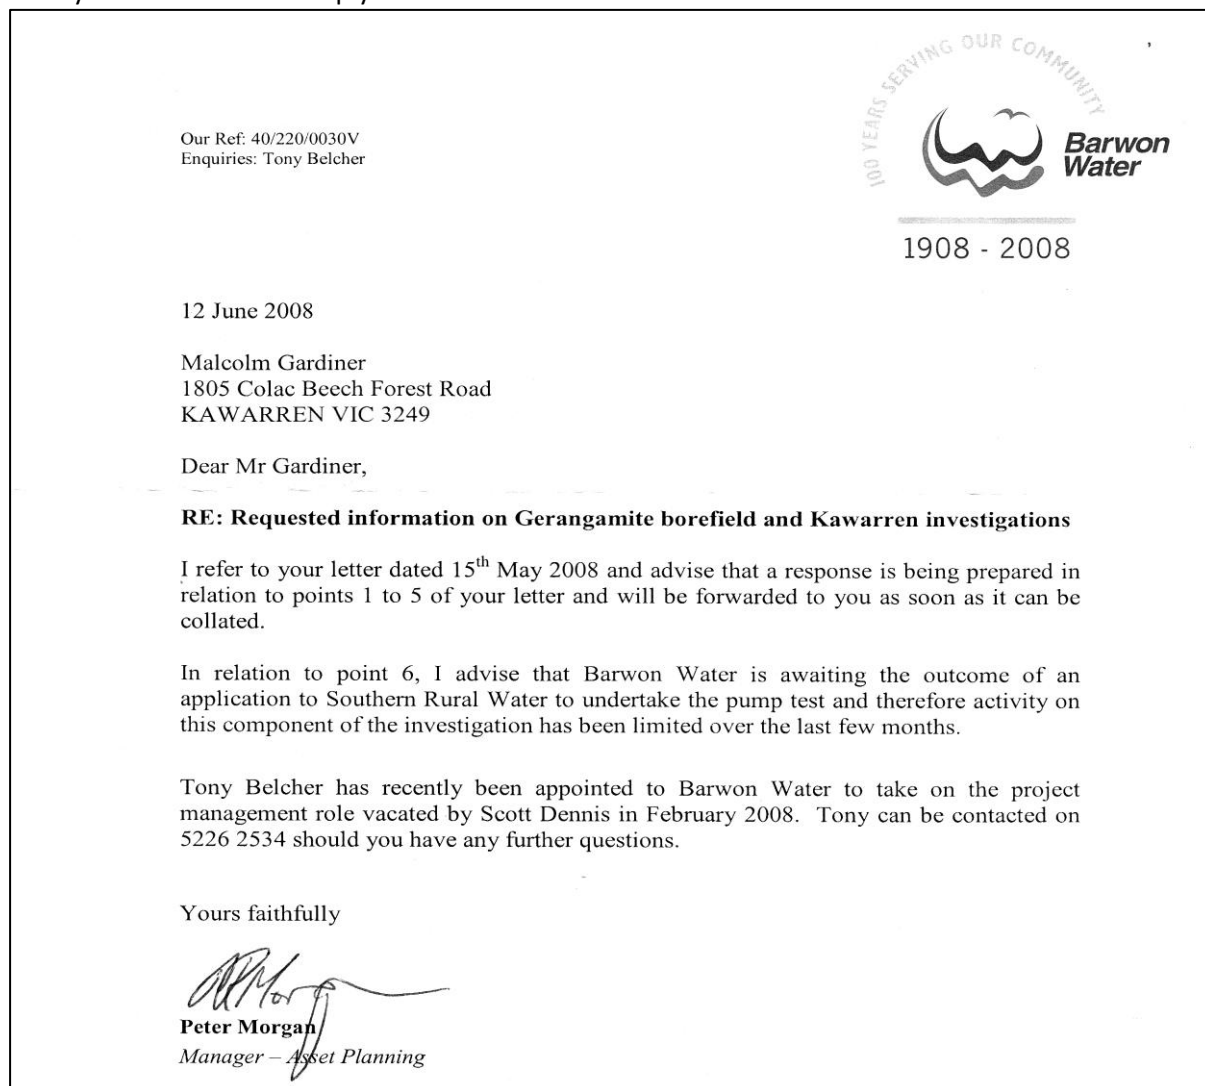 100 YEARS SERVING OUR COMMUNITY
Barwon
Water
1908 - 2008
Our Ref: 40/220/0030V
Enquiries: Tony Belcher
12 June 2008
Malcolm Gardiner
1805 Colac Beech Forest Road
KAWARREN VIC 3249
Dear Mr Gardiner,
RE: Requested information on Gerangamite borefield and Kawarren investigations
I refer to your letter dated 15th May 2008 and advise that a response is being prepared in
relation to points 1 to 5 of your letter and will be forwarded to you as soon as it can be
collated.
In relation to point 6, I advise that Barwon Water is awaiting the outcome of an
application to Southern Rural Water to undertake the pump test and therefore activity on
this component of the investigation has been limited over the last few months.
Tony Belcher has recently been appointed to Barwon Water to take on the project
management role vacated by Scott Dennis in February 2008. Tony can be contacted on
5226 2534 should you have any further questions.
Yours faithfully
Peter Morgan
Manager – Asset Planning